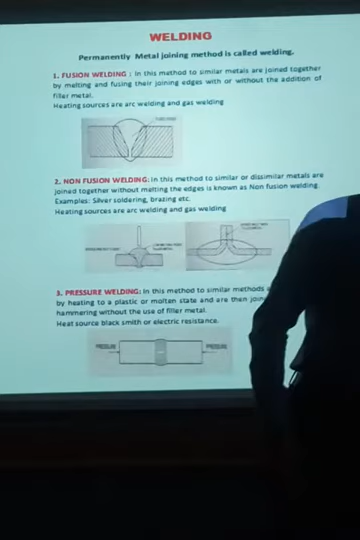 WELDING
Permanently Metal joining method is called welding.
1. FUSION WELDING : In this method to similar metals are joined together
by melting and fusing their joining edges with or without the addition of
filler metal.
Heating sources are arc welding and gas welding
2. NON FUSION WELDING: In this method to similar or dissimilar metals are
joined together without malting the edges is known as Non fusion welding.
Examples: Silver soldering, brazing etc.
Heating sources are arc welding and gas welding
3. PRESSURE WELDING: In this method to similar methods
by heating to a plastic or molten state and are then
hammering without the use of filler metal.
Heat source black smith or electric resistance.
PRESSURE PRESSURE